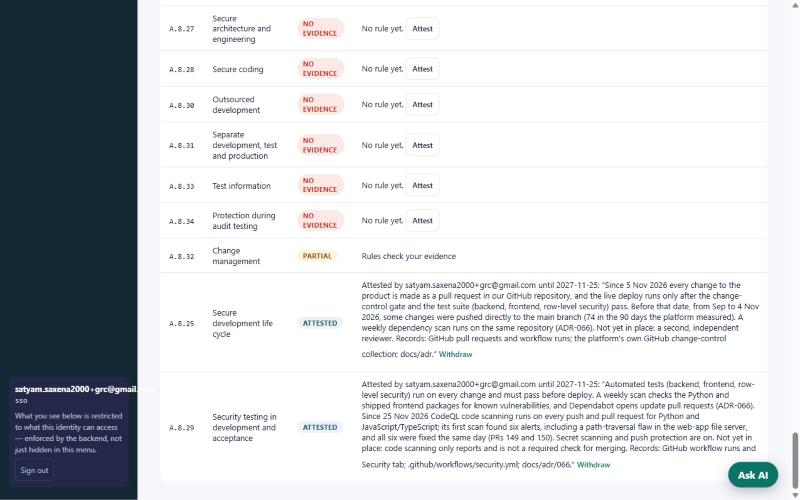 A.8.27
Secure
architecture and
engineering
NO
EVIDENCE
No rule yet. Attest
A.8.28
Secure coding
NO
EVIDENCE
No rule yet. Attest
A.8.30
Outsourced
development
NO
EVIDENCE
No rule yet. Attest
A.8.31
Separate
development, test
and production
NO
EVIDENCE
No rule yet. Attest
A.8.33
Test information
NO
EVIDENCE
No rule yet. Attest
A.8.34
Protection during
audit testing
NO
EVIDENCE
No rule yet. Attest
A.8.32
Change
management
PARTIAL
Rules check your evidence
A.8.25
Secure
development life
cycle
ATTESTED
Attested by satyam.saxena2000+grc@gmail.com until 2027-11-25: “Since 5 Nov 2026 every change to the
product is made as a pull request in our GitHub repository, and the live deploy runs only after the change-
control gate and the test suite (backend, frontend, row-level security) pass. Before that date, from Sep to 4 Nov
2026, some changes were pushed directly to the main branch (74 in the 90 days the platform measured). A
weekly dependency scan runs on the same repository (ADR-066). Not yet in place: a second, independent
reviewer. Records: GitHub pull requests and workflow runs; the platform's own GitHub change-control
collection; docs/adr.” Withdraw
A.8.29
Security testing in
development and
acceptance
ATTESTED
Attested by satyam.saxena2000+grc@gmail.com until 2027-11-25: “Automated tests (backend, frontend, row-
level security) run on every change and must pass before deploy. A weekly scan checks the Python and
shipped frontend packages for known vulnerabilities, and Dependabot opens update pull requests (ADR-066).
Since 25 Nov 2026 CodeQL code scanning runs on every push and pull request for Python and
JavaScript/TypeScript; its first scan found six alerts, including a path-traversal flaw in the web-app file server,
and all six were fixed the same day (PRs 149 and 150). Secret scanning and push protection are on. Not yet in
place: code scanning only reports and is not a required check for merging. Records: GitHub workflow runs and
Security tab; .github/workflows/security.yml; docs/adr/066.” Withdraw
satyam.saxena2000+grc@gmail.
sso
What you see below is restricted
to what this identity can access
— enforced by the backend, not
just hidden in this menu.
Sign out
Ask AI